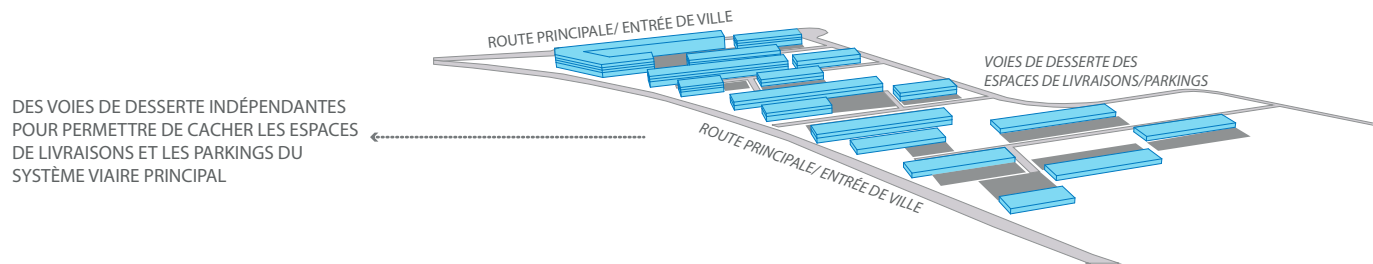 ROUTE PRINCIPALE/ ENTRÉE DE VILLE
VOIES DE DESSERTE DES
ESPACES DE LIVRAISONS/PARKINGS
DES VOIES DE DESSERTE INDÉPENDANTES
POUR PERMETTRE DE CACHER LES ESPACES
DE LIVRAISONS ET LES PARKINGS DU
SYSTÈME VIAIRE PRINCIPAL
ROUTE PRINCIPALE/ ENTRÉE DE VILLE